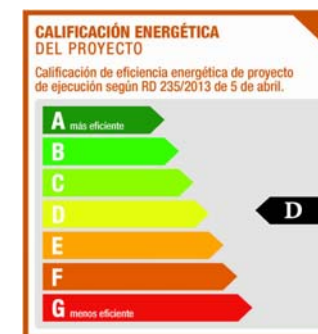 CALIFICACIÓN ENERGÉTICA
DEL PROYECTO
Calificación de eficiencia energética de proyecto
de ejecución según RD 235/2013 de 5 de abril.
A más eficiente
B
C
D
D
E
F
G menos eficiente